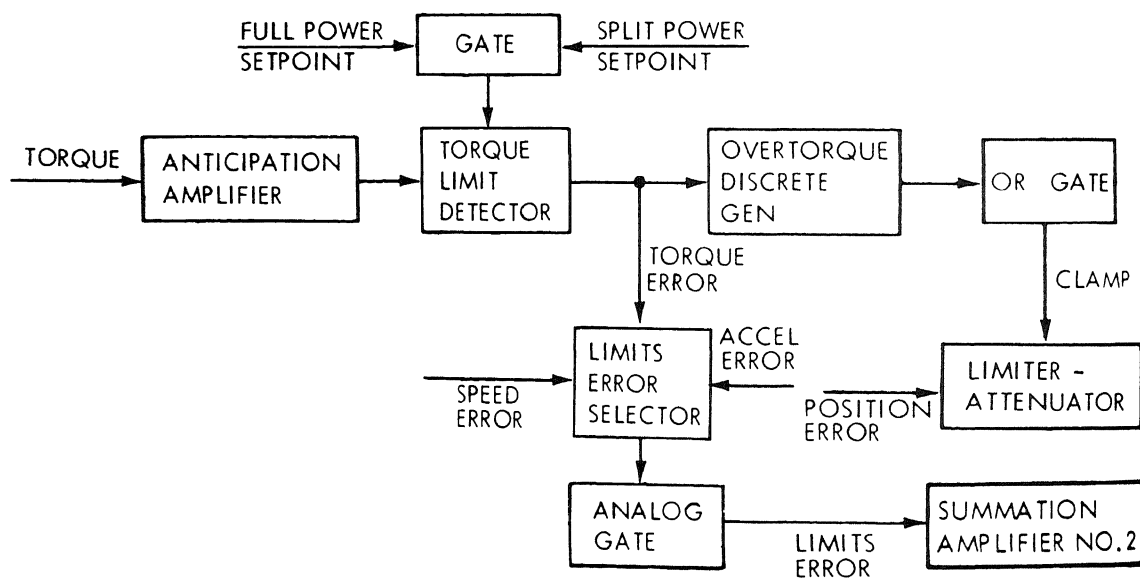 FULL POWER
SETPOINT
GATE
SPLIT POWER
SETPOINT
TORQUE
ANTICIPATION
AMPLIFIER
TORQUE
LIMIT
DETECTOR
OVERTORQUE
DISCRETE
GEN
OR GATE
TORQUE
ERROR
CLAMP
SPEED
ERROR
LIMITS
ERROR
SELECTOR
ACCEL
ERROR
POSITION
ERROR
LIMITER -
ATTENUATOR
ANALOG
GATE
LIMITS
ERROR
SUMMATION
AMPLIFIER NO.2